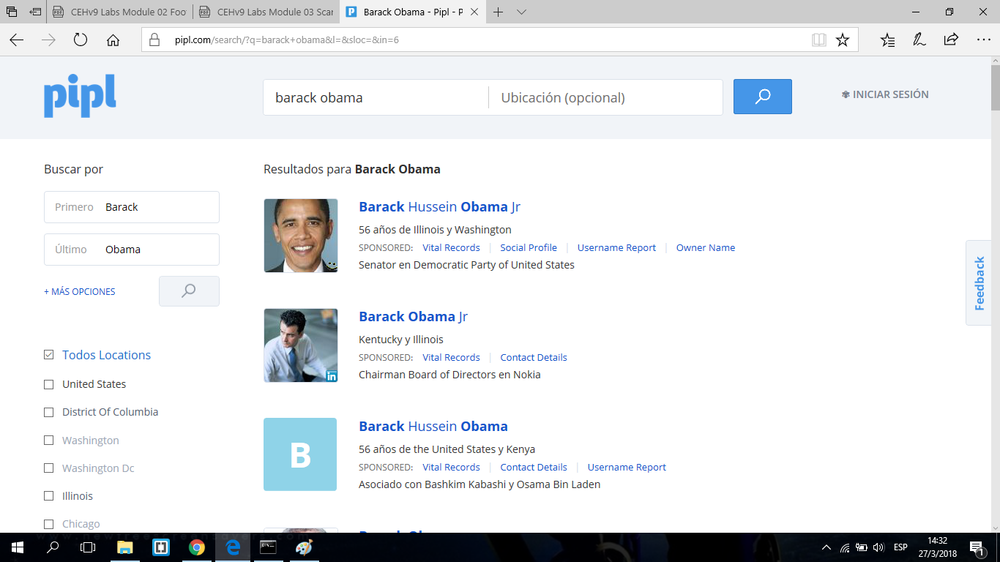 CEHv9 Labs Module 02 Foo
CEHv9 Labs Module 03 Scar
Barack Obama - Pipl - P
pipl.com/search/?q=barack+obama&l=&sloc=&in=6
pipl
barack obama
Ubicación (opcional)
INICIAR SESIÓN
Buscar por
Primero Barack
Último Obama
+ MÁS OPCIONES
Todos Locations
United States
District Of Columbia
Washington
Washington Dc
Illinois
Chicago
Resultados para Barack Obama
Barack Hussein Obama Jr
56 años de Illinois y Washington
SPONSORED: Vital Records | Social Profile | Username Report | Owner Name
Senator en Democratic Party of United States
Barack Obama Jr
Kentucky y Illinois
SPONSORED: Vital Records | Contact Details
Chairman Board of Directors en Nokia
in
B
Barack Hussein Obama
56 años de the United States y Kenya
SPONSORED: Vital Records | Contact Details | Username Report
Asociado con Bashkim Kabashi y Osama Bin Laden
Feedback
ESP
14:32
27/3/2018
1